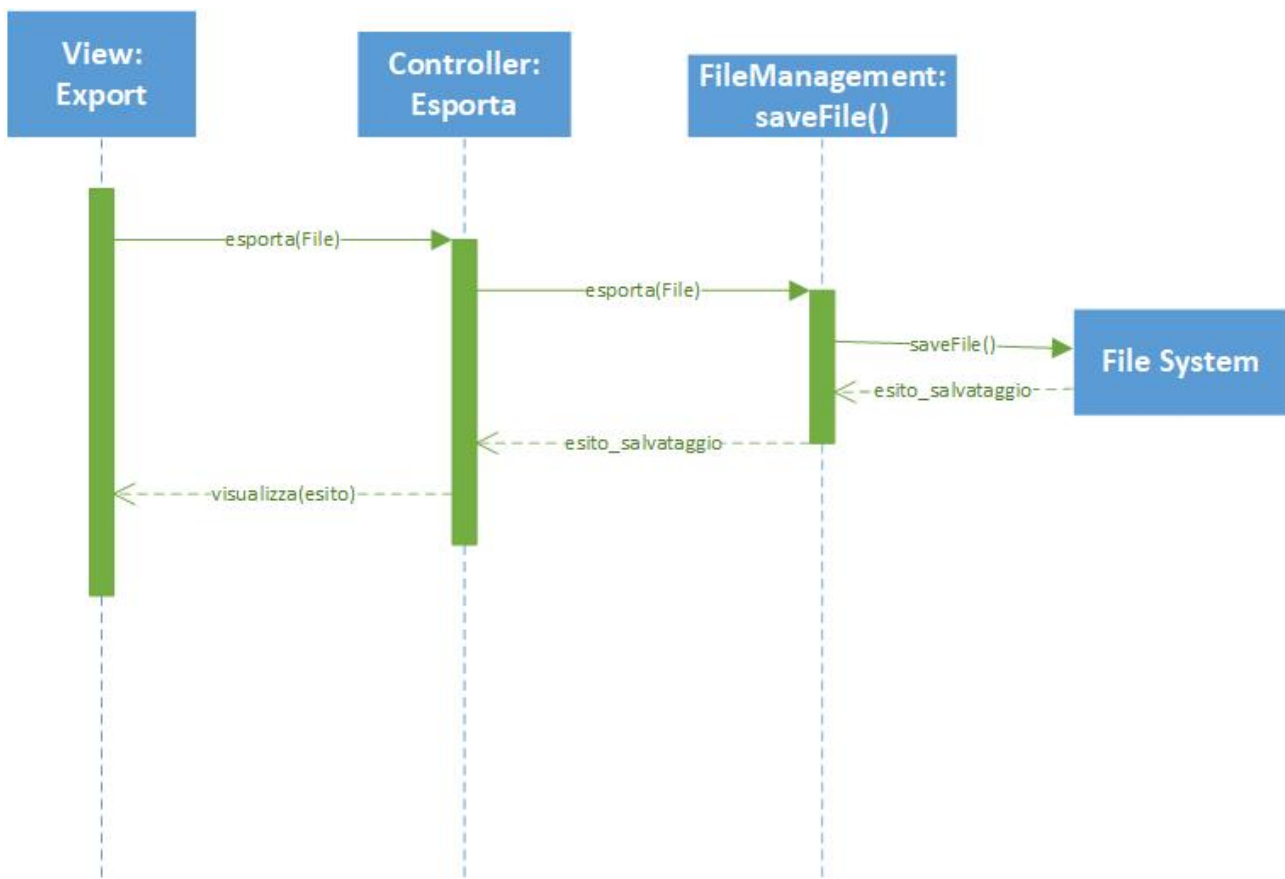 View:
Export
Controller:
Esporta
FileManagement:
saveFile()
esporta(File)
esporta(File)
saveFile()
File System
esito_salvataggio
esito_salvataggio
visualizza(esito)